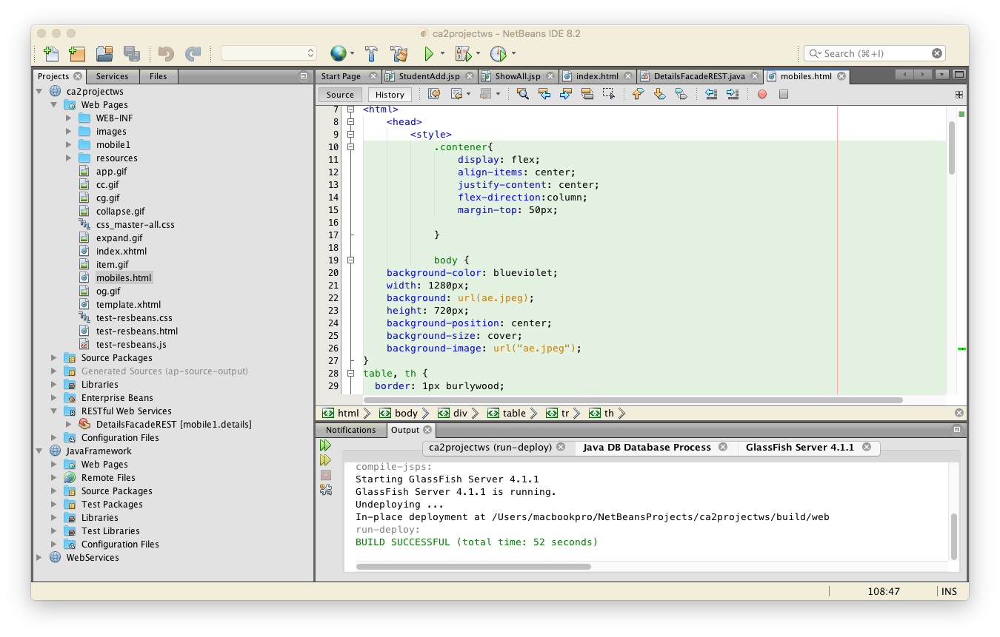 ca2projectws - NetBeans IDE 8.2
Search (⌘+I)
Projects Services Files
ca2projectws
Web Pages
WEB-INF
images
mobile1
resources
app.gif
cc.gif
cg.gif
collapse.gif
css_master-all.css
expand.gif
index.xhtml
item.gif
mobiles.html
og.gif
template.xhtml
test-resbeans.css
test-resbeans.html
test-resbeans.js
Source Packages
Generated Sources (ap-source-output)
Libraries
Enterprise Beans
RESTful Web Services
DetailsFacadeREST [mobile1.details]
Configuration Files
JavaFramework
Web Pages
Remote Files
Source Packages
Test Packages
Libraries
Test Libraries
Configuration Files
WebServices
Start Page StudentAdd.jsp ShowAll.jsp index.html DetailsFacadeREST.java mobiles.html
Source History
7 <html>
8 <head>
9 <style>
10 .contener{
11 display: flex;
12 align-items: center;
13 justify-content: center;
14 flex-direction:column;
15 margin-top: 50px;
16
17 }
18
19 body {
20 background-color: blueviolet;
21 width: 1280px;
22 background: url(ae.jpeg);
23 height: 720px;
24 background-position: center;
25 background-size: cover;
26 background-image: url("ae.jpeg");
27 }
28 table, th {
29 border: 1px burlywood;
html body div table tr th
Notifications Output
ca2projectws (run-deploy) Java DB Database Process GlassFish Server 4.1.1
compile-jsps:
Starting GlassFish Server 4.1.1
GlassFish Server 4.1.1 is running.
Undeploying ...
In-place deployment at /Users/macbookpro/NetBeansProjects/ca2projectws/build/web
run-deploy:
BUILD SUCCESSFUL (total time: 52 seconds)
108:47 INS